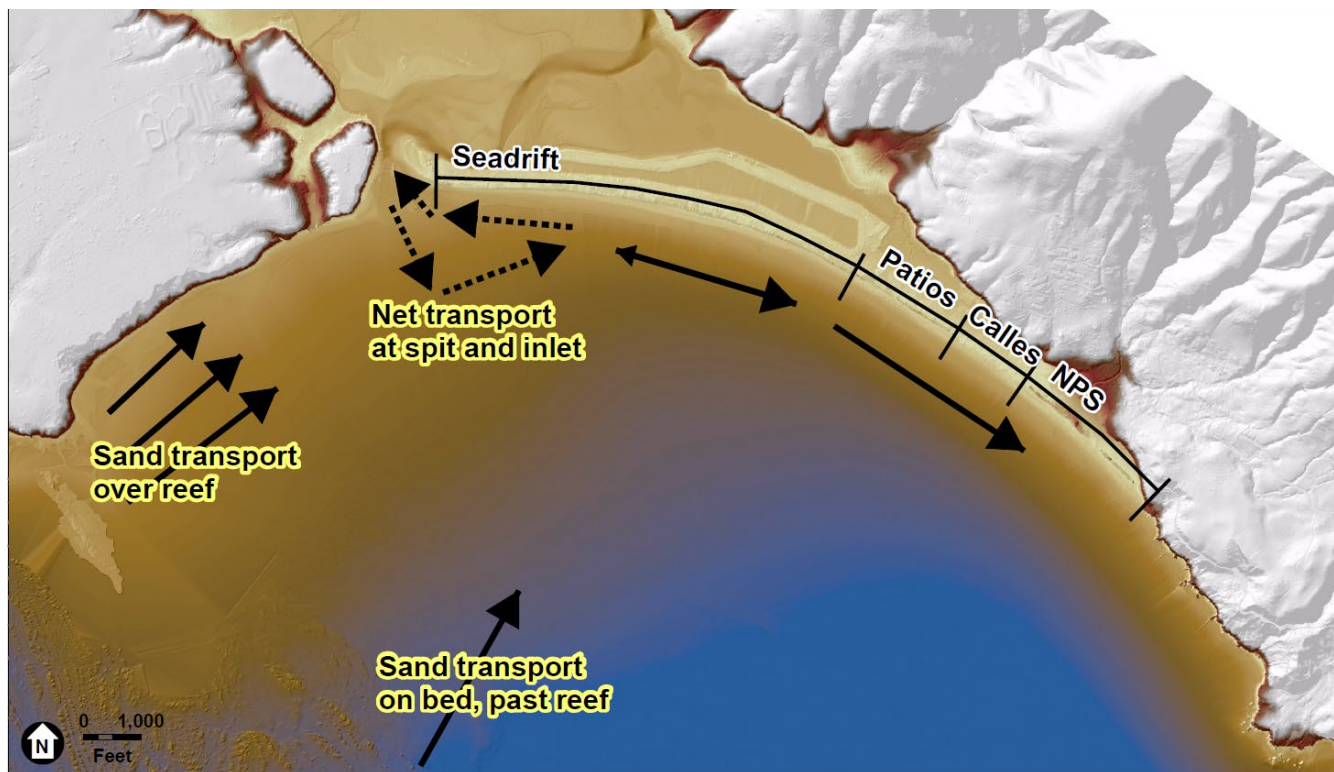 Seadrift
Patios
Calles
NPS
Net transport
at spit and inlet
Sand transport
over reef
Sand transport
on bed, past reef
0 1,000
Feet
N